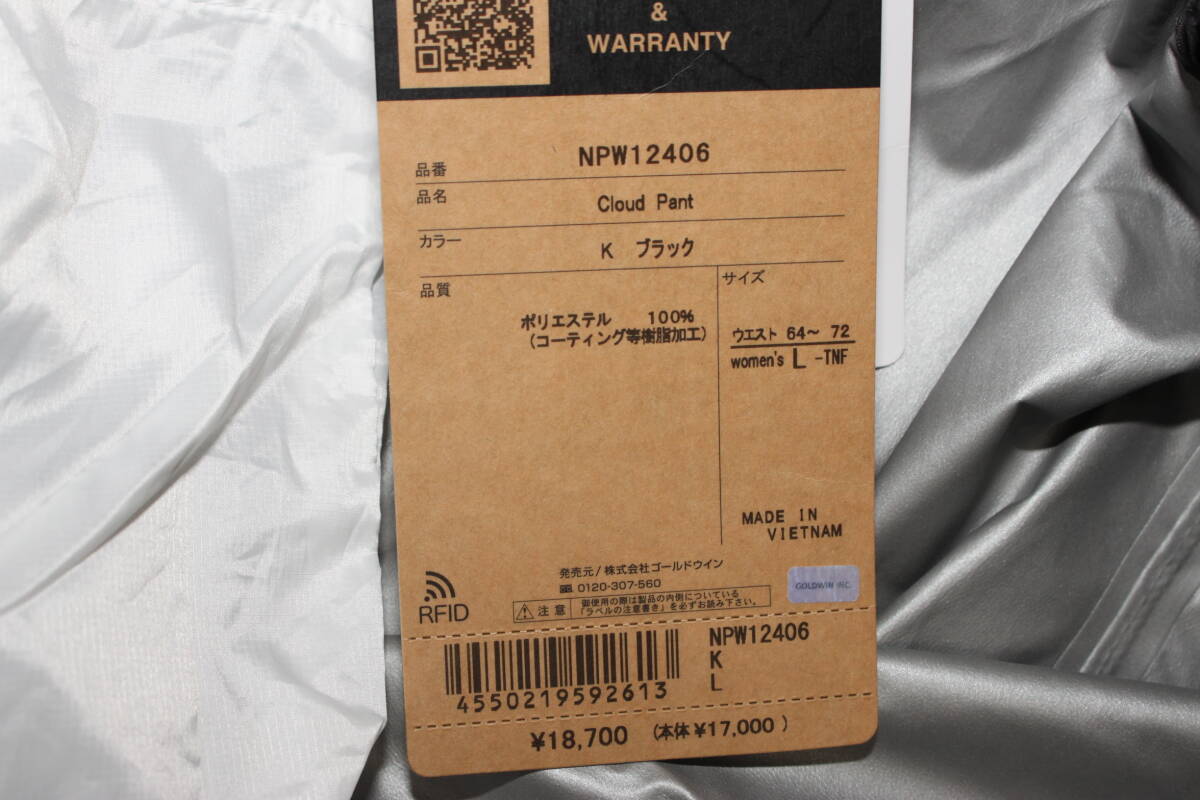 &
WARRANTY
品番 NPW12406
品名 Cloud Pant
カラー K ブラック
品質
ポリエステル 100%
(コーティング等樹脂加工)
サイズ
ウエスト 64~ 72
women's L -TNF
MADE IN
VIETNAM
発売元/株式会社ゴールドウイン
0120-307-560
RFID
注意 御使用の際は製品の内側についている
「ラベルの注意書き」を必ずお読み下さい。
GOLDWIN INC.
4550219592613
NPW12406
K
L
¥18,700 (本体¥17,000 )